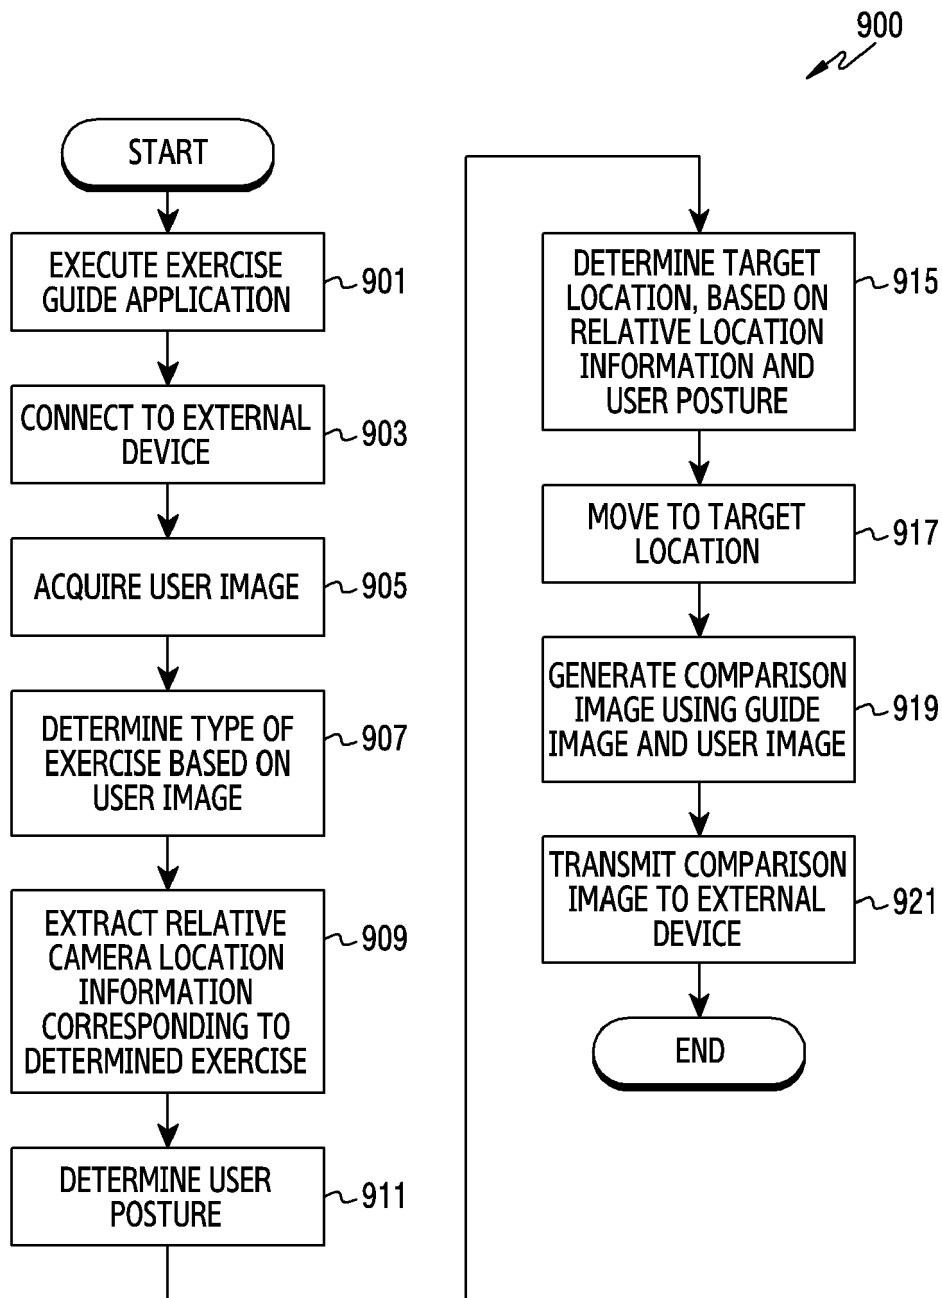 900
START
EXECUTE EXERCISE
GUIDE APPLICATION
901
CONNECT TO EXTERNAL
DEVICE
903
ACQUIRE USER IMAGE
905
DETERMINE TYPE OF
EXERCISE BASED ON
USER IMAGE
907
EXTRACT RELATIVE
CAMERA LOCATION
INFORMATION
CORRESPONDING TO
DETERMINED EXERCISE
909
DETERMINE USER
POSTURE
911
DETERMINE TARGET
LOCATION, BASED ON
RELATIVE LOCATION
INFORMATION AND
USER POSTURE
915
MOVE TO TARGET
LOCATION
917
GENERATE COMPARISON
IMAGE USING GUIDE
IMAGE AND USER IMAGE
919
TRANSMIT COMPARISON
IMAGE TO EXTERNAL
DEVICE
921
END